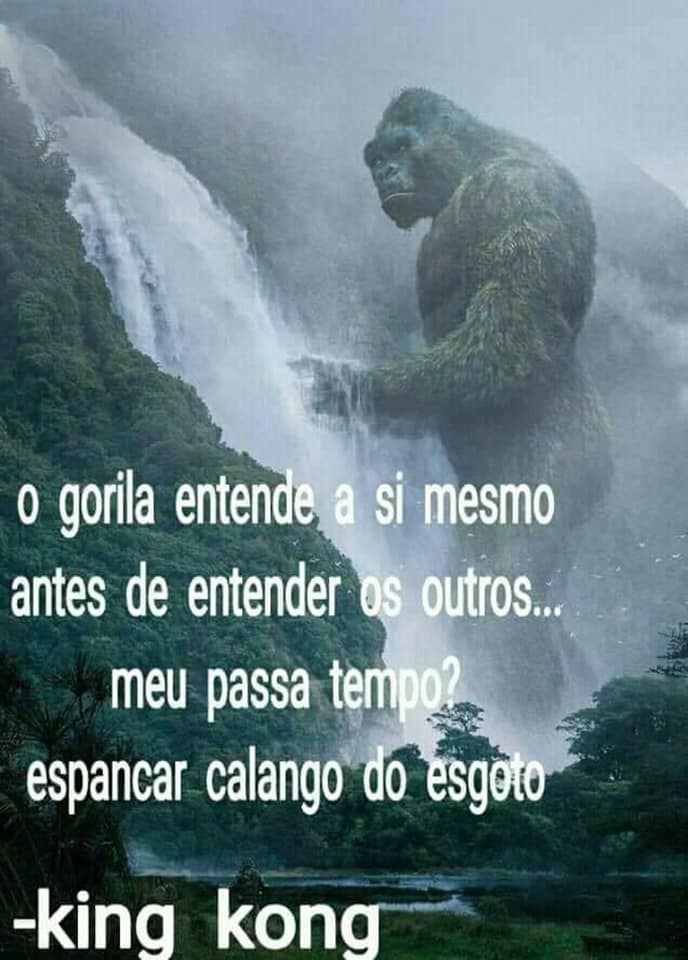 o gorila entende a si mesmo
antes de entender os outros...
meu passa tempo?
espancar calango do esgoto
-king kong